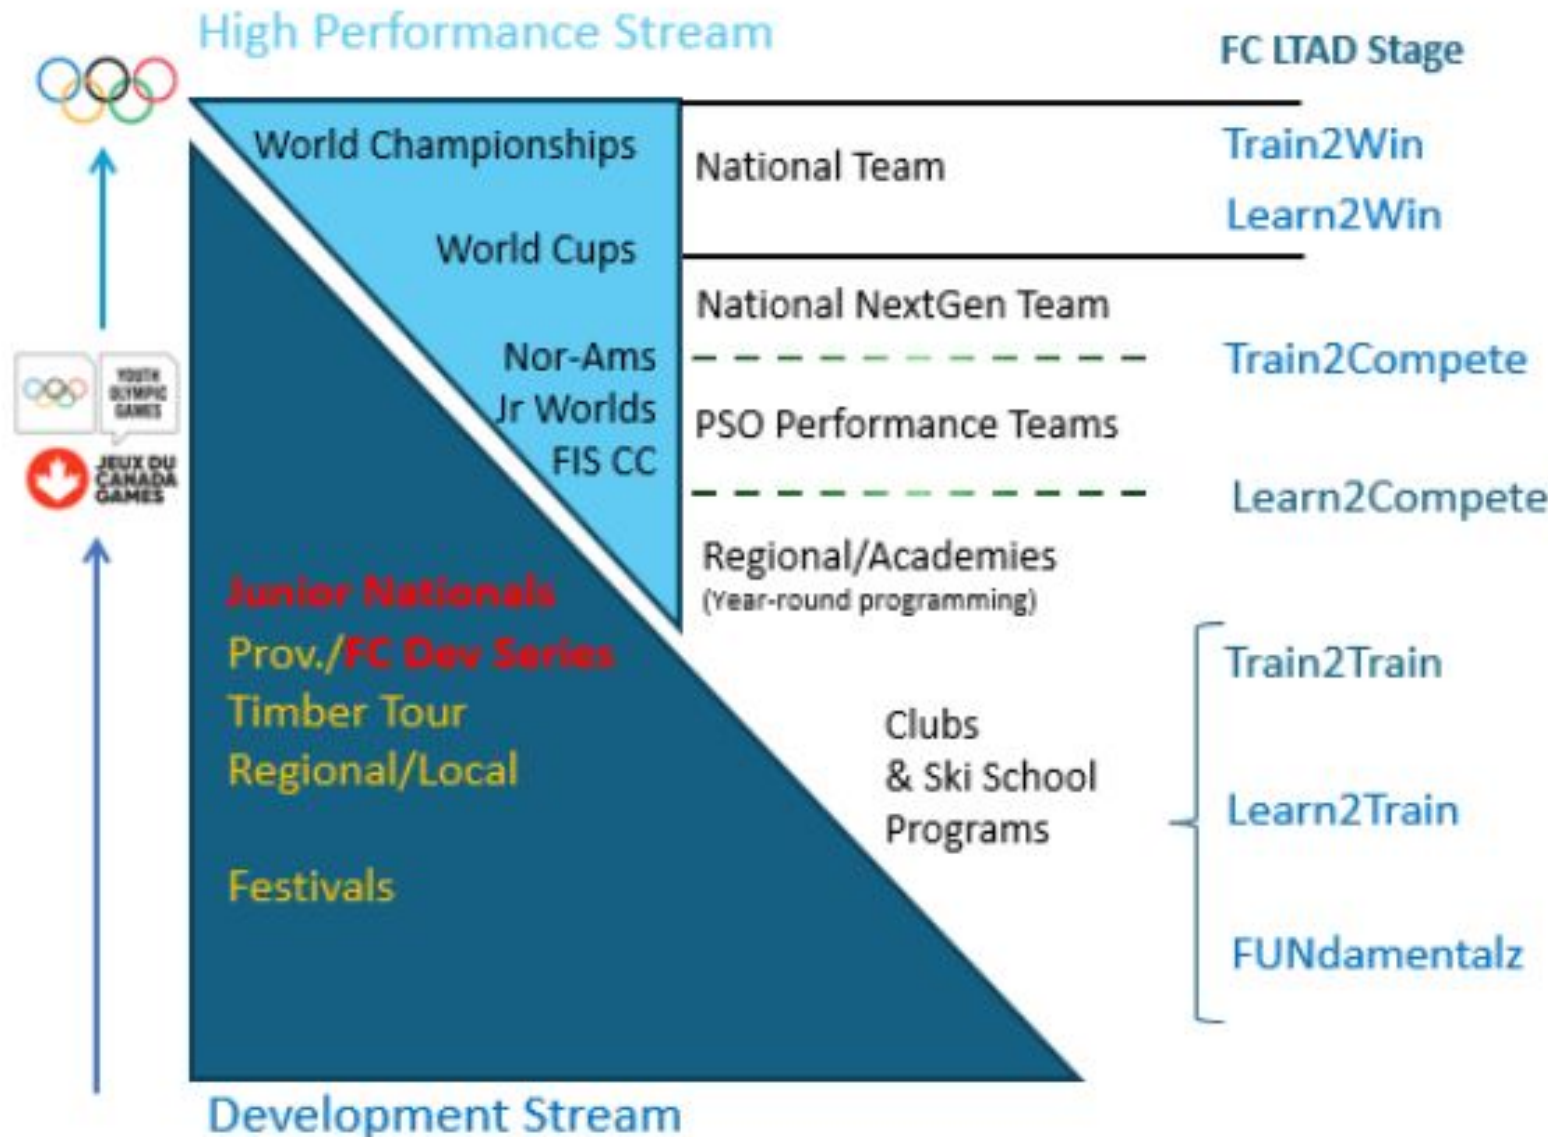 High Performance Stream
FC LTAD Stage
World Championships
National Team
Train2Win
Learn2Win
World Cups
National NextGen Team
Nor-Ams
Train2Compete
YOUTH
OLYMPIC
GAMES
Jr Worlds
PSO Performance Teams
FIS CC
JEUX DU
CANADA
GAMES
Learn2Compete
Regional/Academies
(Year-round programming)
Junior Nationals
Prov./FC Dev Series
Train2Train
Timber Tour
Regional/Local
Clubs
& Ski School
Programs
Learn2Train
Festivals
FUNdamentalz
Development Stream